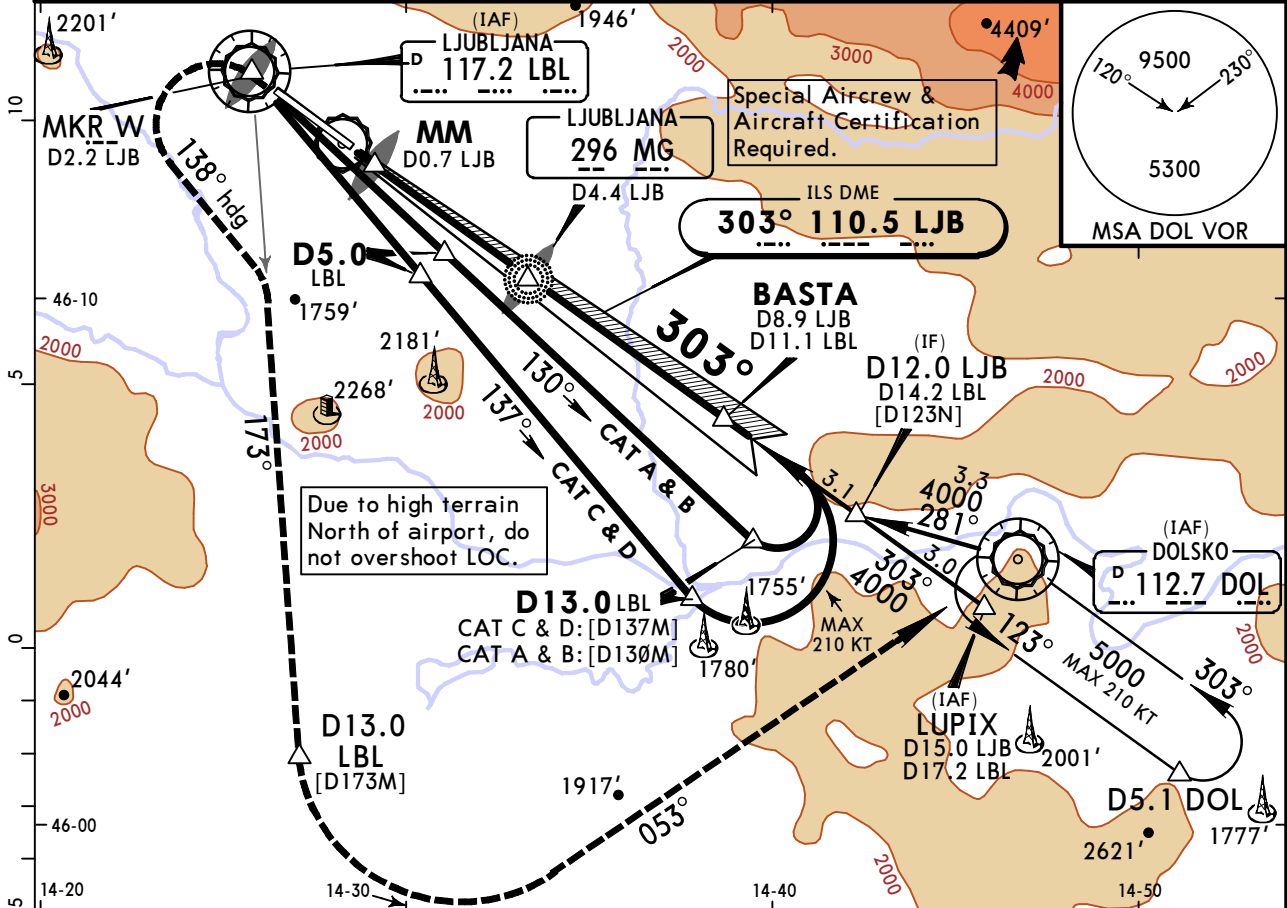 2201'
(IAF)
LJUBLJANA
D 117.2 LBL
1946'
2000
3000
4409'
4000
120°
9500
230°
5300
MSA DOL VOR
10
MKR W
D2.2 LJB
MM
D0.7 LJB
LJUBLJANA
296 MG
D4.4 LJB
Special Aircrew &
Aircraft Certification
Required.
ILS DME
303° 110.5 LJB
138° hdg
D5.0
LBL
46-10
1759'
303°
BASTA
D8.9 LJB
D11.1 LBL
(IF)
D12.0 LJB
D14.2 LBL
[D123N]
2000
2181'
2000
2268'
2000
5
2000
2000
130°
CAT A & B
137°
CAT C & D
173°
3000
Due to high terrain
North of airport, do
not overshoot LOC.
3.1
3.3
4000
281°
3.0
303°
4000
(IAF)
DOLSKO
D 112.7 DOL
D13.0 LBL
CAT C & D: [D137M]
CAT A & B: [D130M]
1755'
1780'
MAX
210 KT
123°
5000
MAX 210 KT
303°
2000
0
2044'
2000
D13.0
LBL
[D173M]
(IAF)
LUPIX
D15.0 LJB
D17.2 LBL
2001'
1917'
053°
D5.1 DOL
1777'
2621'
2000
46-00
5
14-20
14-30
14-40
14-50